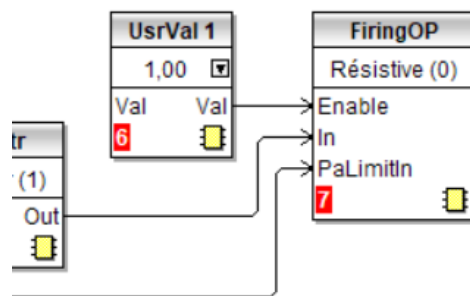 UsrVal 1
1,00
Val Val
6
FiringOP
Résistive (0)
Enable
In
PaLimitIn
7
tr
(1)
Out